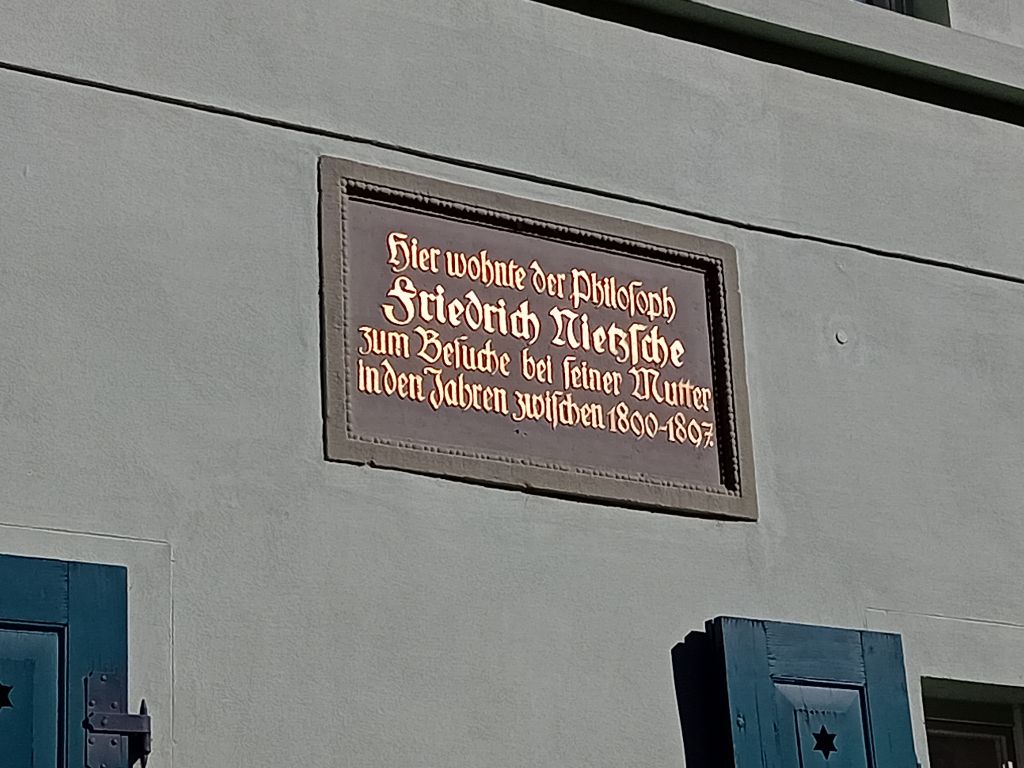 Hier wohnte der Philoſoph
Friedrich Nietzſche
zum Beſuche bei ſeiner Mutter
in den Jahren zwiſchen 1890-1897.